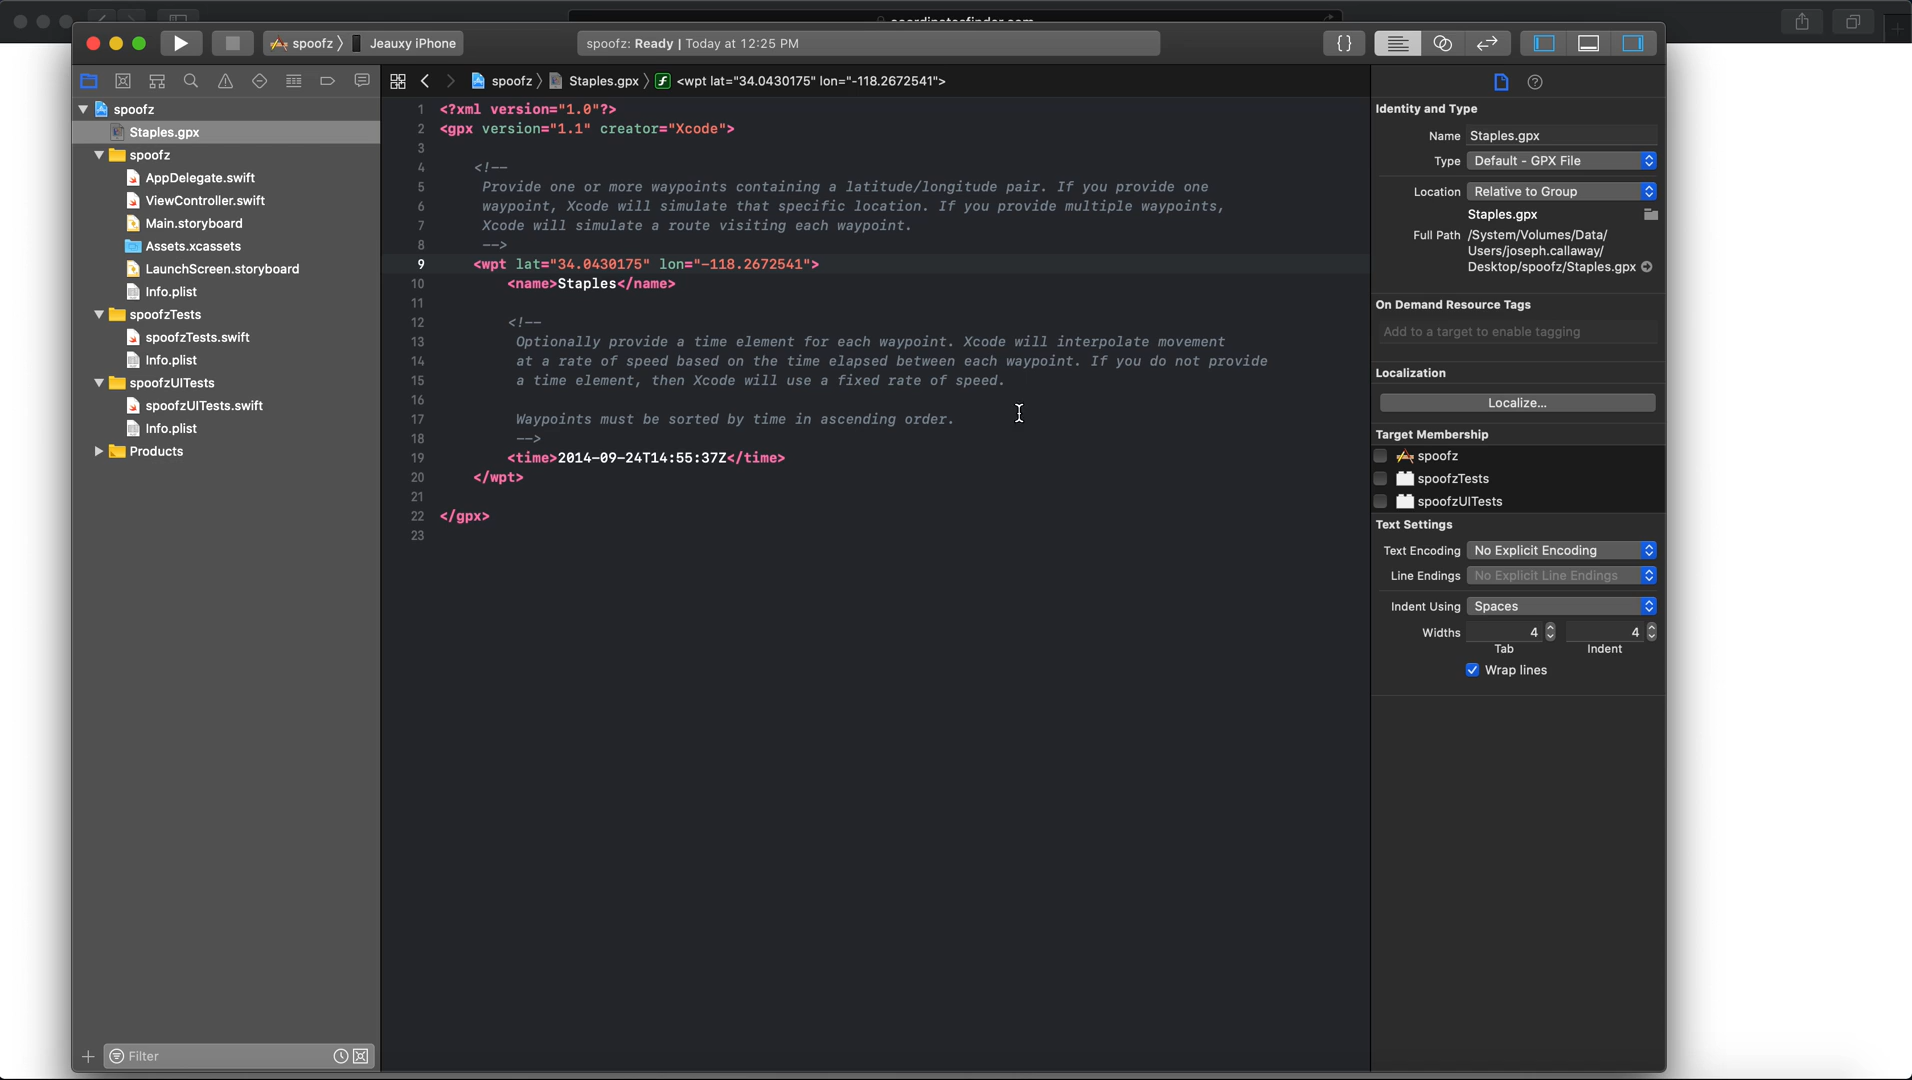 spoofz Jeauxy iPhone
spoofz: Ready | Today at 12:25 PM
{}
spoofz Staples.gpx <wpt lat="34.0430175" lon="-118.2672541">
spoofz
Staples.gpx
spoofz
AppDelegate.swift
ViewController.swift
Main.storyboard
Assets.xcassets
LaunchScreen.storyboard
Info.plist
spoofzTests
spoofzTests.swift
Info.plist
spoofzUITests
spoofzUITests.swift
Info.plist
Products
Filter
1 <?xml version="1.0"?>
2 <gpx version="1.1" creator="Xcode">
3
4 <!--
5 Provide one or more waypoints containing a latitude/longitude pair. If you provide one
6 waypoint, Xcode will simulate that specific location. If you provide multiple waypoints,
7 Xcode will simulate a route visiting each waypoint.
8 -->
9 <wpt lat="34.0430175" lon="-118.2672541">
10 <name>Staples</name>
11
12 <!--
13 Optionally provide a time element for each waypoint. Xcode will interpolate movement
14 at a rate of speed based on the time elapsed between each waypoint. If you do not provide
15 a time element, then Xcode will use a fixed rate of speed.
16
17 Waypoints must be sorted by time in ascending order.
18 -->
19 <time>2014-09-24T14:55:37Z</time>
20 </wpt>
21
22 </gpx>
23
Identity and Type
Name Staples.gpx
Type Default - GPX File
Location Relative to Group
Staples.gpx
Full Path /System/Volumes/Data/
Users/joseph.callaway/
Desktop/spoofz/Staples.gpx
On Demand Resource Tags
Add to a target to enable tagging
Localization
Localize...
Target Membership
spoofz
spoofzTests
spoofzUITests
Text Settings
Text Encoding No Explicit Encoding
Line Endings No Explicit Line Endings
Indent Using Spaces
Widths 4 4
Tab Indent
Wrap lines